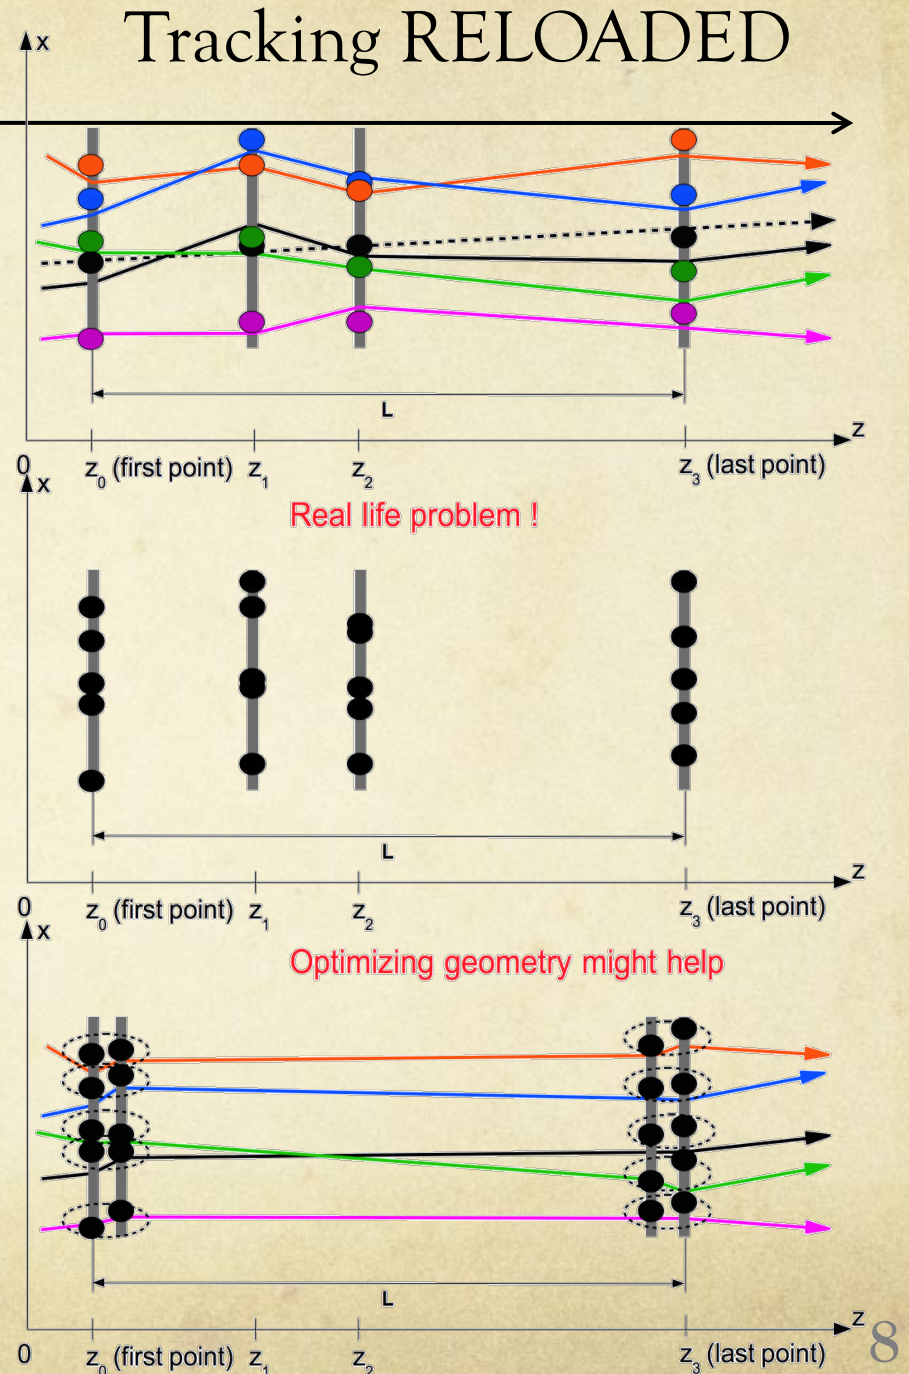 Tracking RELOADED
x
L
z
0
z0 (first point) z1 z2 z3 (last point)
x
Real life problem !
L
z
0
z0 (first point) z1 z2 z3 (last point)
x
Optimizing geometry might help
L
z
0
z0 (first point) z1 z2 z3 (last point)
8